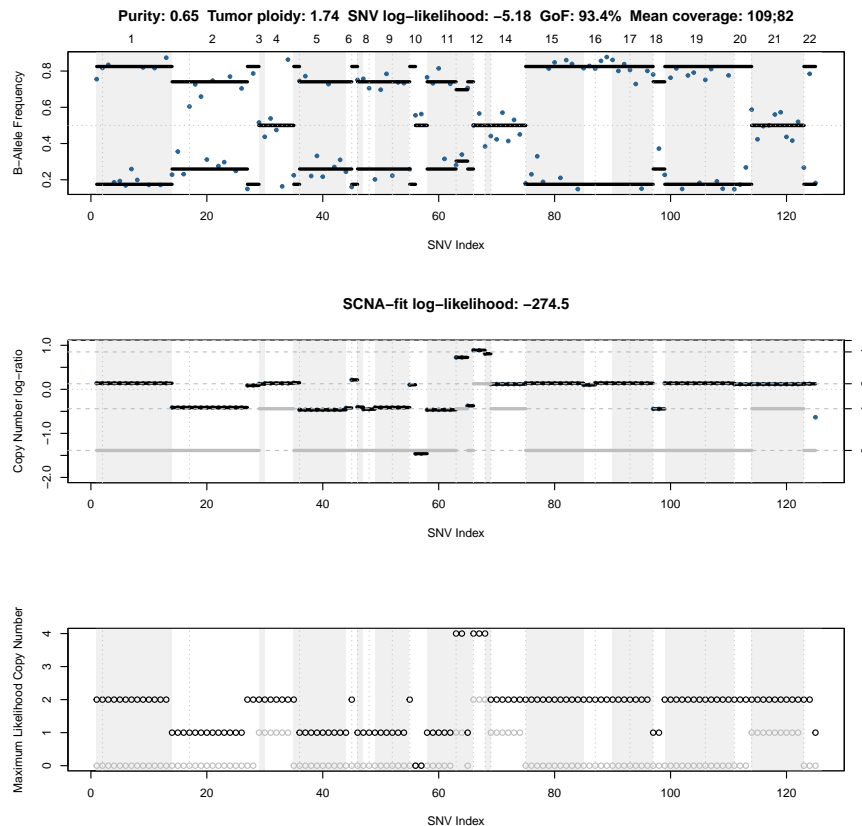 Purity: 0.65 Tumor ploidy: 1.74 SNV log−likelihood: −5.18 GoF: 93.4% Mean coverage: 109;82
1 2 3 4 5 6 8 9 10 11 12 14 15 16 17 18 19 20 21 22
B−Allele Frequency
0.8
0.6
0.4
0.2
0 20 40 60 80 100 120
SNV Index
SCNA−fit log−likelihood: −274.5
Copy Number log−ratio
1.0
0.0
−1.0
−2.0
0 20 40 60 80 100 120
SNV Index
Maximum Likelihood Copy Number
4
3
2
1
0
0 20 40 60 80 100 120
SNV Index